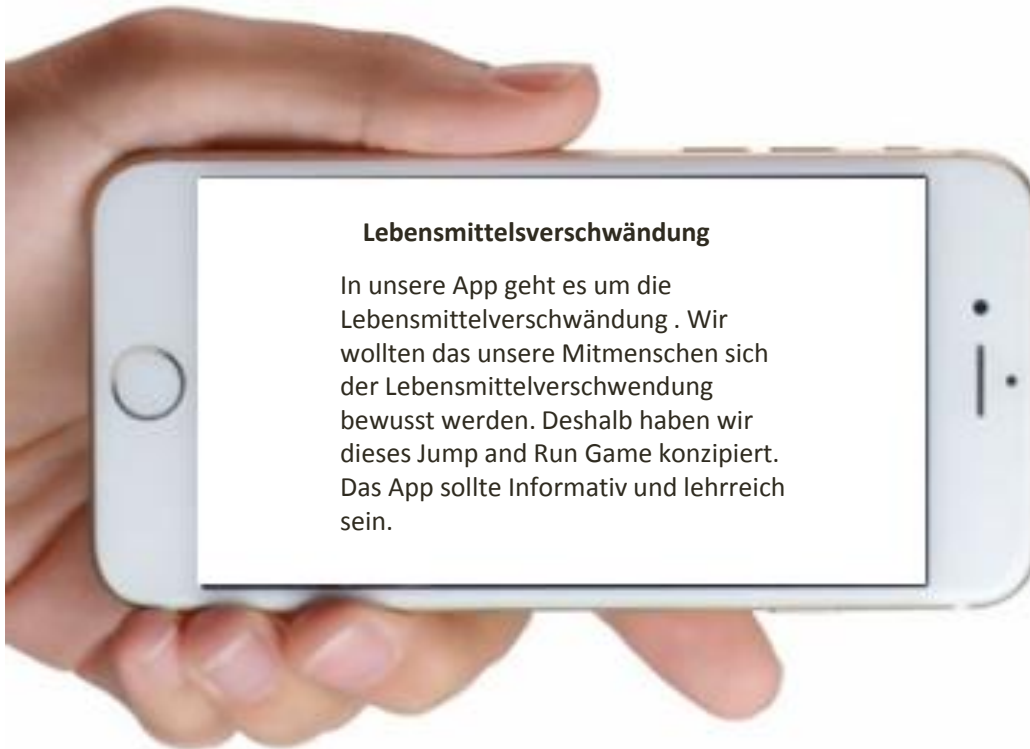 Lebensmittelsverschwändung
In unsere App geht es um die
Lebensmittelverschwändung . Wir
wollten das unsere Mitmenschen sich
der Lebensmittelverschwendung
bewusst werden. Deshalb haben wir
dieses Jump and Run Game konzipiert.
Das App sollte Informativ und lehrreich
sein.